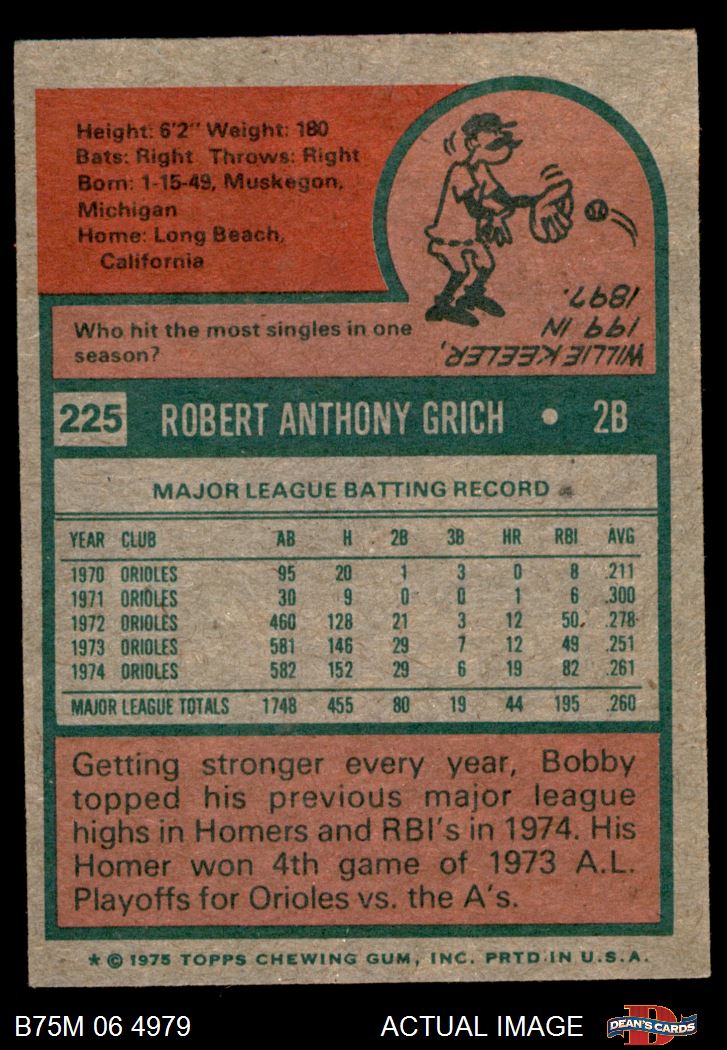 Height: 6'2" Weight: 180
Bats: Right Throws: Right
Born: 1-15-49, Muskegon,
Michigan
Home: Long Beach,
California
Who hit the most singles in one
season?
WILLIE KEELER,
199 IN
1897.
225 ROBERT ANTHONY GRICH • 2B
MAJOR LEAGUE BATTING RECORD
YEAR CLUB AB H 2B 3B HR RBI AVG
1970 ORIOLES 95 20 1 3 0 8 .211
1971 ORIOLES 30 9 0 0 1 6 .300
1972 ORIOLES 460 128 21 3 12 50 .278
1973 ORIOLES 581 146 29 7 12 49 .251
1974 ORIOLES 582 152 29 6 19 82 .261
MAJOR LEAGUE TOTALS 1748 455 80 19 44 195 .260
Getting stronger every year, Bobby
topped his previous major league
highs in Homers and RBI's in 1974. His
Homer won 4th game of 1973 A.L.
Playoffs for Orioles vs. the A's.
* © 1975 TOPPS CHEWING GUM, INC. PRTD IN U.S.A.
B75M 06 4979 ACTUAL IMAGE D DEAN'S CARDS